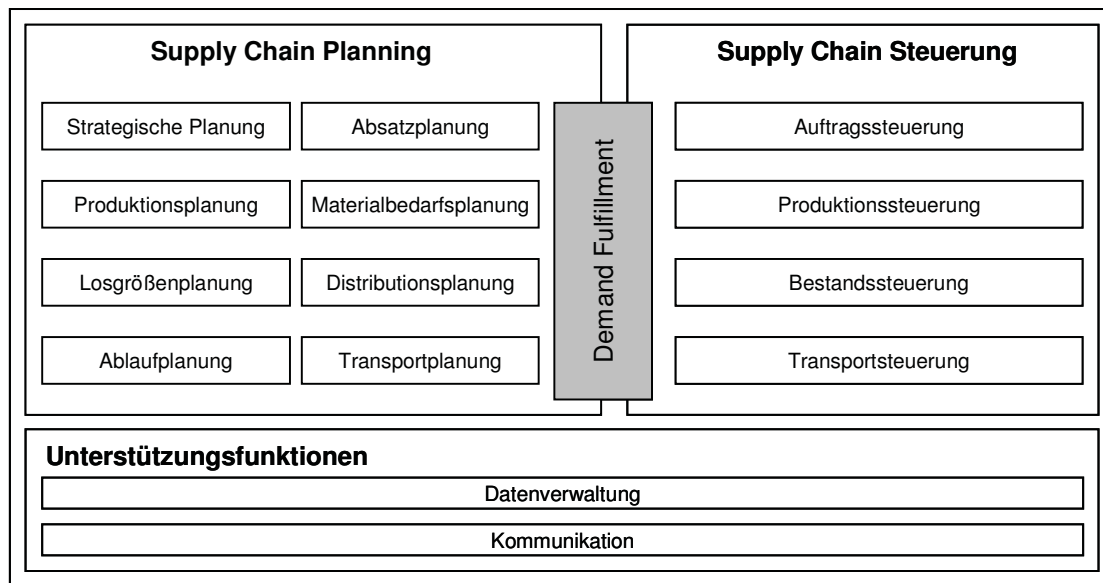 Supply Chain Planning
Strategische Planung
Absatzplanung
Produktionsplanung
Materialbedarfsplanung
Losgrößenplanung
Distributionsplanung
Ablaufplanung
Transportplanung
Demand Fulfillment
Supply Chain Steuerung
Auftragssteuerung
Produktionssteuerung
Bestandssteuerung
Transportsteuerung
Unterstützungsfunktionen
Datenverwaltung
Kommunikation